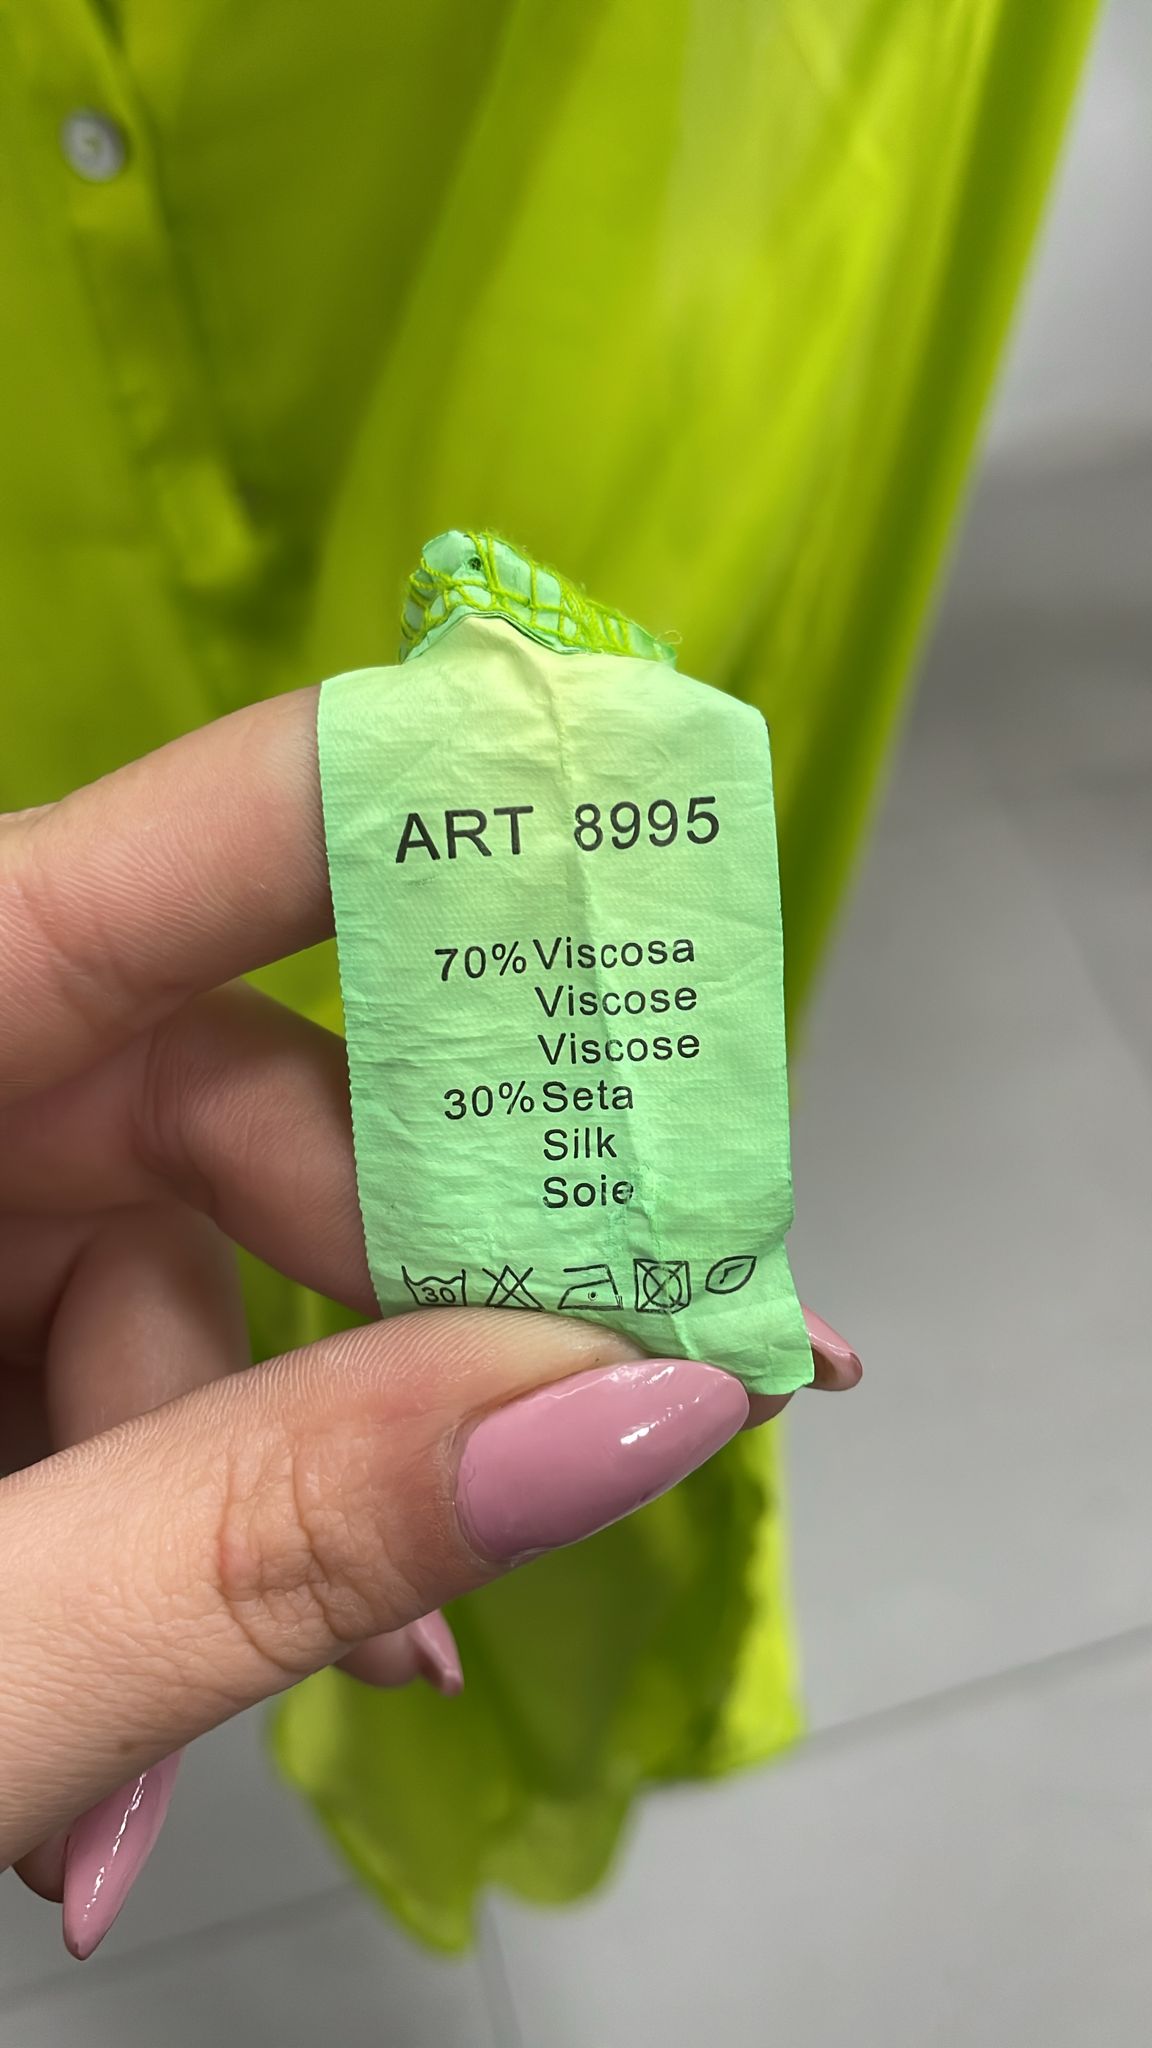 ART 8995
70% Viscosa
Viscose
Viscose
30% Seta
Silk
Soie
30